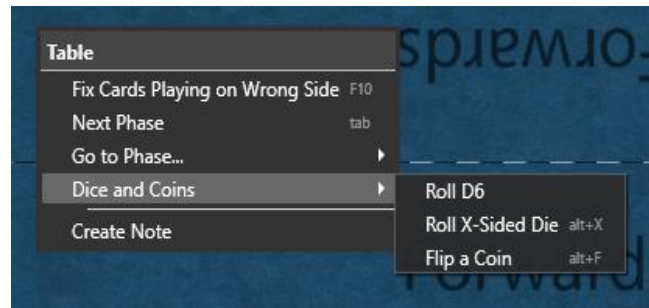 Forwards
Table
Fix Cards Playing on Wrong Side F10
Next Phase tab
Go to Phase...
Dice and Coins
Create Note
Roll D6
Roll X-Sided Die alt+X
Flip a Coin alt+F